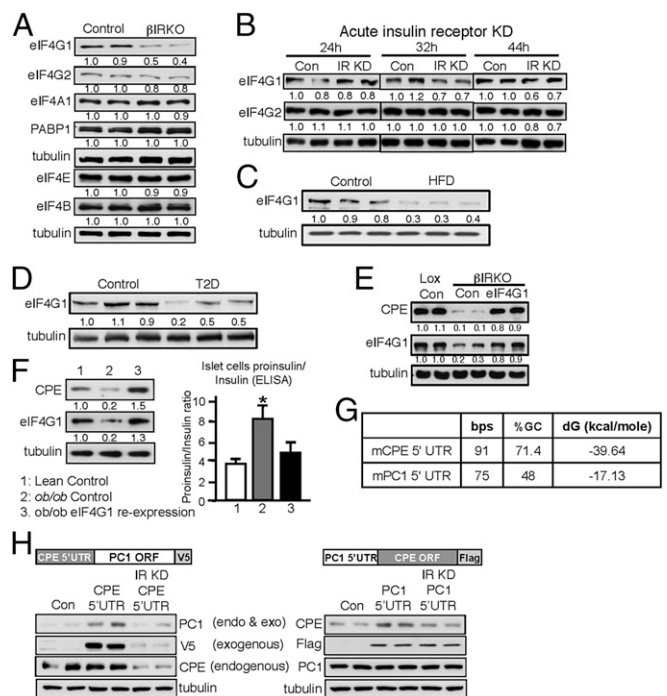 A
Control βIRKO
eIF4G1
1.0 0.9 0.5 0.4
eIF4G2
1.0 1.0 0.8 0.8
eIF4A1
1.0 1.0 1.0 0.9
PABP1
1.0 1.0 1.0 1.0
tubulin
eIF4E
1.0 1.0 0.9 0.9
eIF4B
1.0 1.0 1.0 1.0
tubulin
B
Acute insulin receptor KD
24h 32h 44h
Con IR KD Con IR KD Con IR KD
eIF4G1
1.0 0.8 0.8 0.8 1.0 1.2 0.7 0.7 1.0 1.0 0.6 0.7
eIF4G2
1.0 1.1 1.1 1.0 1.0 1.0 1.0 1.0 1.0 1.0 0.8 0.7
tubulin
C
Control HFD
eIF4G1
1.0 0.9 0.8 0.3 0.3 0.4
tubulin
D
Control T2D
eIF4G1
1.0 1.1 0.9 0.2 0.5 0.5
tubulin
E
Lox βIRKO
Con Con eIF4G1
CPE
1.0 1.1 0.1 0.1 0.8 0.9
eIF4G1
1.0 1.0 0.2 0.3 0.8 0.9
tubulin
F
1 2 3
CPE
1.0 0.2 1.5
eIF4G1
1.0 0.2 1.3
tubulin
1: Lean Control
2: ob/ob Control
3. ob/ob eIF4G1 re-expression
Islet cells proinsulin/
Insulin (ELISA)
Proinsulin/Insulin ratio
10
8
6
4
2
0
*
1 2 3
G
bps %GC dG (kcal/mole)
mCPE 5' UTR 91 71.4 -39.64
mPC1 5' UTR 75 48 -17.13
H
CPE 5'UTR PC1 ORF V5
IR KD
CPE CPE
Con 5'UTR 5'UTR
PC1 (endo & exo)
V5 (exogenous)
CPE (endogenous)
tubulin
PC1 5'UTR CPE ORF Flag
IR KD
PC1 PC1
Con 5'UTR 5'UTR
CPE
Flag
PC1
tubulin